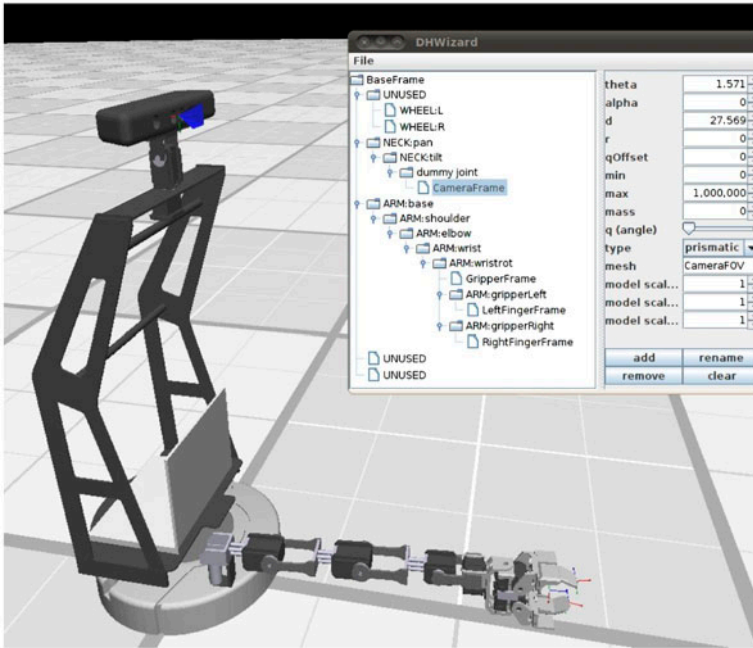 DHWizard
File
BaseFrame
UNUSED
WHEEL:L
WHEEL:R
NECK:pan
NECK:tilt
dummy joint
CameraFrame
ARM:base
ARM:shoulder
ARM:elbow
ARM:wrist
ARM:wristrot
GripperFrame
ARM:gripperLeft
LeftFingerFrame
ARM:gripperRight
RightFingerFrame
UNUSED
UNUSED
theta 1.571
alpha 0
d 27.569
r 0
qOffset 0
min 0
max 1,000,000
mass 0
q (angle)
type prismatic
mesh CameraFOV
model scal... 1
model scal... 1
model scal... 1
add rename
remove clear